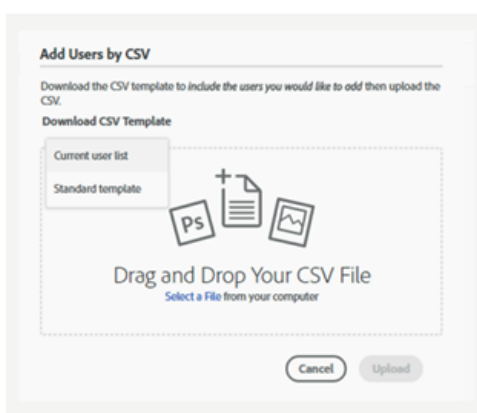 Add Users by CSV
Download the CSV template to include the users you would like to add then upload the
CSV.
Download CSV Template
Current user list
Standard template
Ps
Drag and Drop Your CSV File
Select a File from your computer
Cancel
Upload